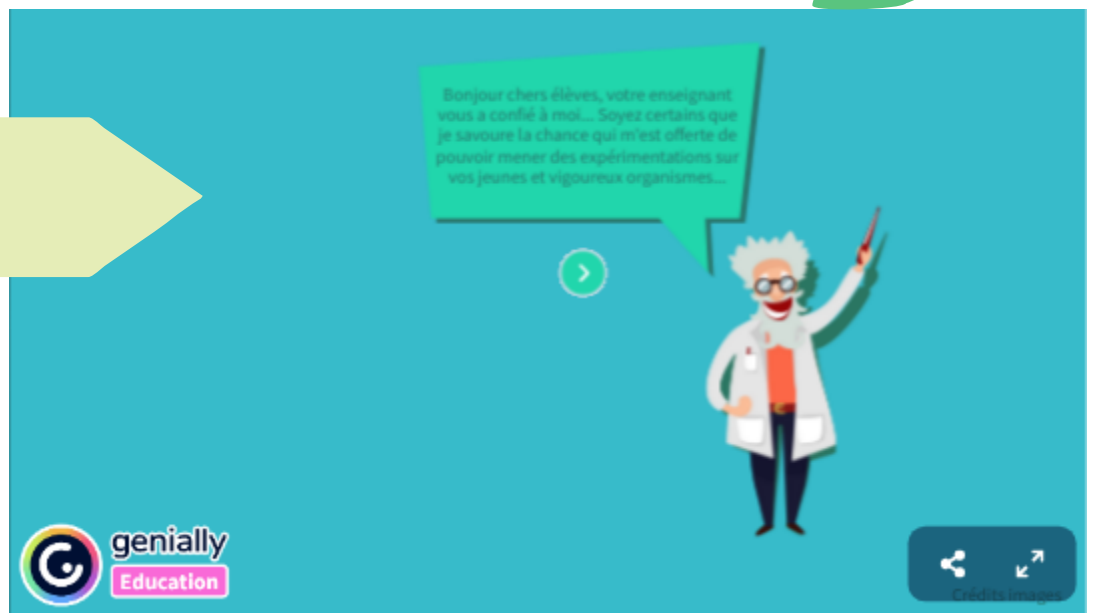 Bonjour chers élèves, votre enseignant
vous a confié à moi... Soyez certains que
je savoure la chance qui m'est offerte de
pouvoir mener des expérimentations sur
vos jeunes et vigoureux organismes...
genially
Education
Crédits images